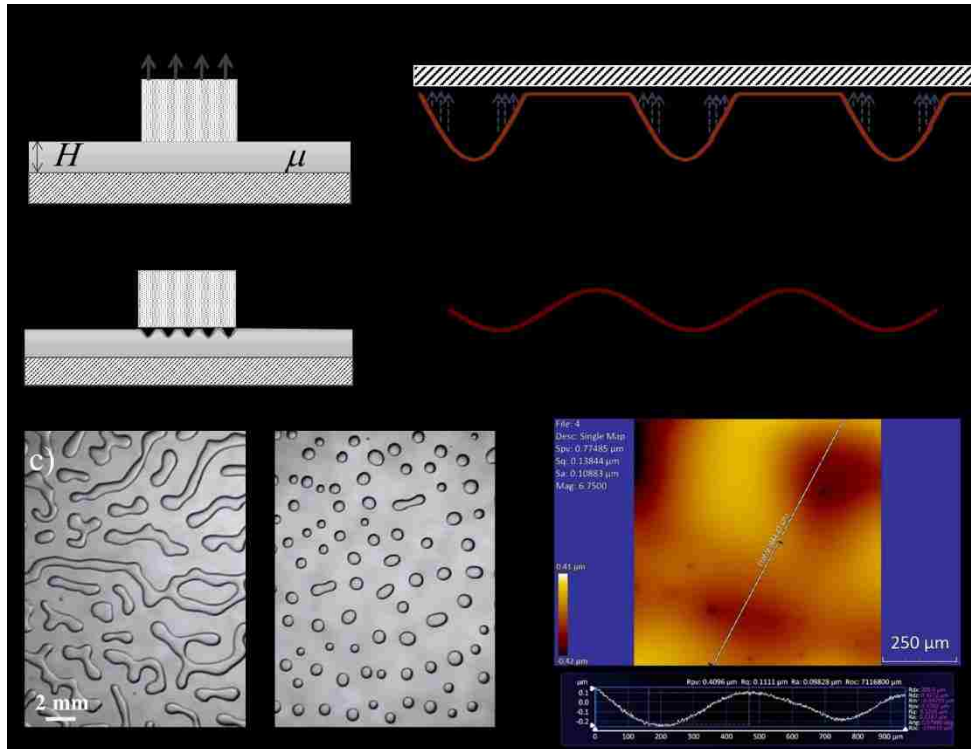 H
μ
c)
2 mm
File: 4
Desc: Single Map
Spv: 0.77485 μm
Sq: 0.13844 μm
Sa: 0.10883 μm
Mag: 6.7500
0.41 μm
-0.42 μm
250 μm
Rpv: 0.4096 μm Rq: 0.1111 μm Ra: 0.09828 μm Roc: 7116800 μm
μm
0.1
0.0
-0.1
-0.2
0 100 200 300 400 500 600 700 800 900 μm